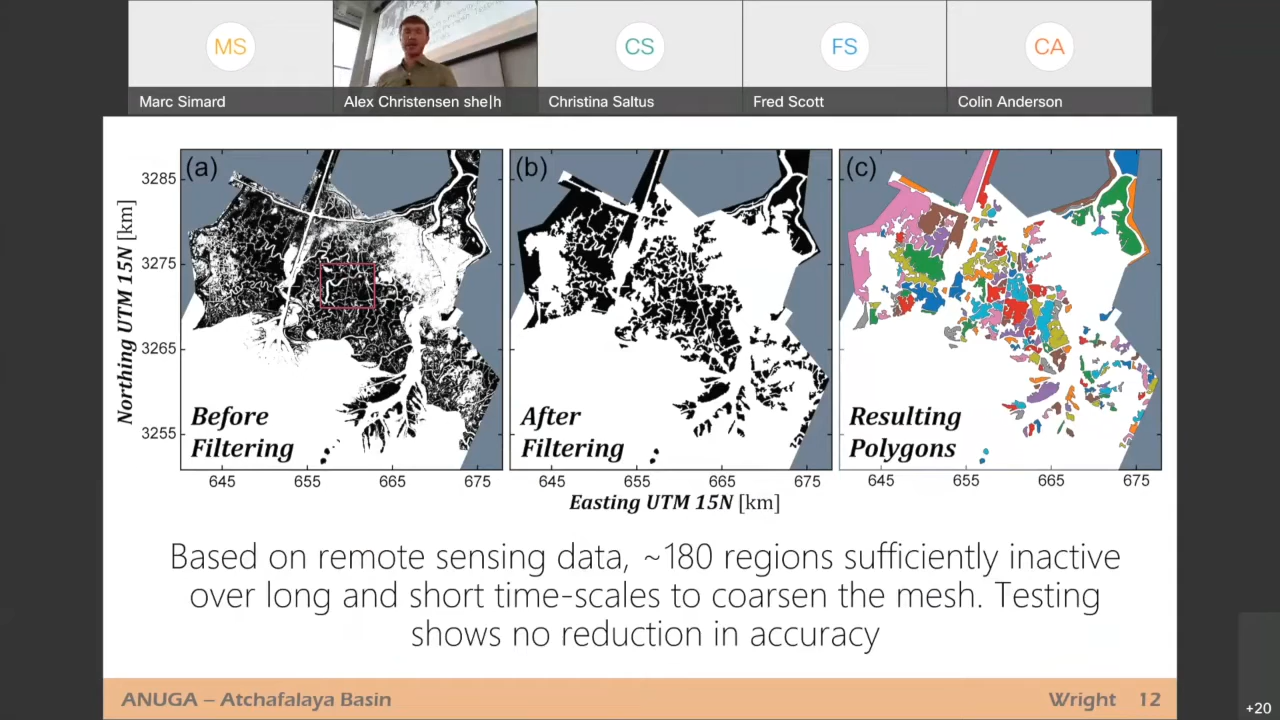 MS
CS
FS
CA
Marc Simard
Alex Christensen she|h
Christina Saltus
Fred Scott
Colin Anderson
(a)
(b)
(c)
3285
3275
3265
3255
Northing UTM 15N [km]
Before
Filtering
After
Filtering
Resulting
Polygons
645 655 665 675
645 655 665 675
645 655 665 675
Easting UTM 15N [km]
Based on remote sensing data, ~180 regions sufficiently inactive
over long and short time-scales to coarsen the mesh. Testing
shows no reduction in accuracy
ANUGA – Atchafalaya Basin
Wright 12
+20